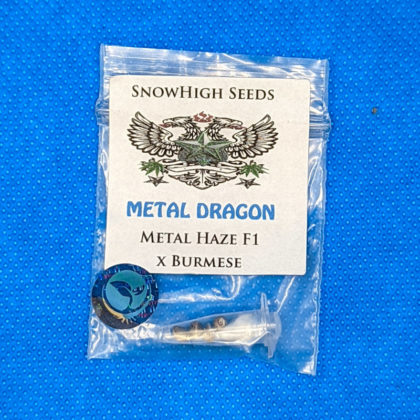 SnowHigh Seeds
METAL DRAGON
Metal Haze F1
x Burmese